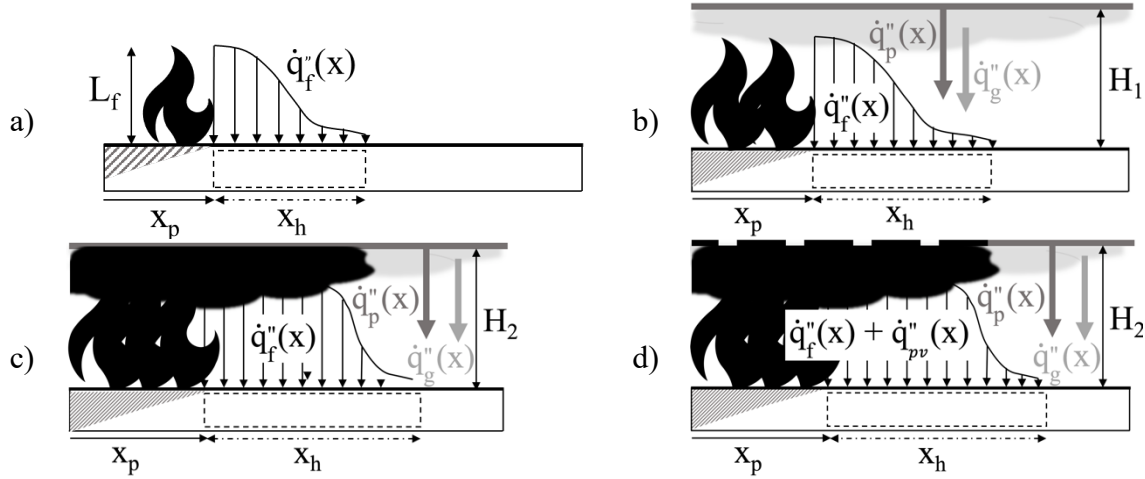 a)
L_f
q̇_f"(x)
x_p
x_h
b)
q̇_p"(x)
q̇_g"(x)
q̇_f"(x)
H_1
x_p
x_h
c)
q̇_p"(x)
q̇_f"(x)
q̇_g"(x)
H_2
x_p
x_h
d)
q̇_p"(x)
q̇_f"(x) + q̇_pv"(x)
q̇_g"(x)
H_2
x_p
x_h